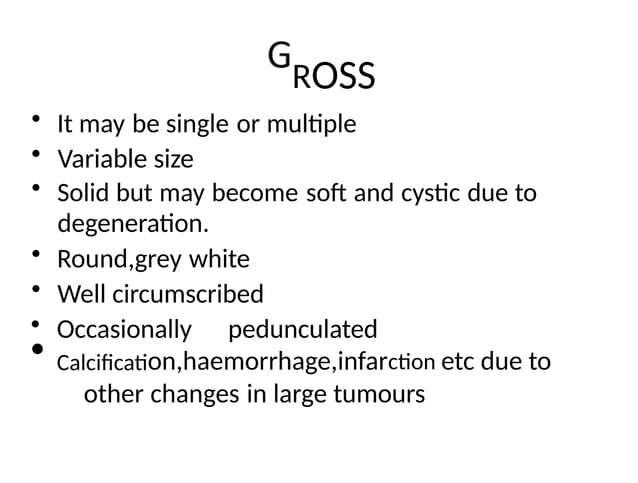 GROSS
• It may be single or multiple
• Variable size
• Solid but may become soft and cystic due to
degeneration.
• Round,grey white
• Well circumscribed
• Occasionally pedunculated
• Calcification,haemorrhage,infarction etc due to
other changes in large tumours